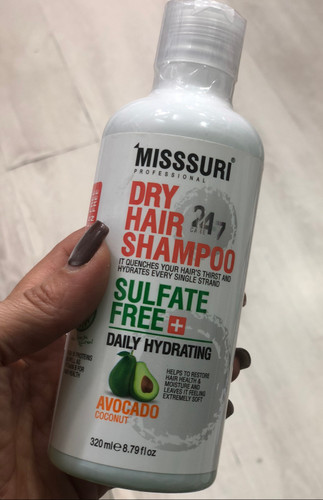 MISSSURI®
PROFESSIONAL
DRY
HAIR
SHAMPOO
24/7
IT QUENCHES YOUR HAIR'S THIRST AND
HYDRATES EVERY SINGLE STRAND
SULFATE
FREE
DAILY HYDRATING
HELPS TO RESTORE
HAIR HEALTH &
MOISTURE AND
LEAVES IT FEELING
EXTREMELY SOFT
AVOCADO
COCONUT
320 ml e 8.79 fl oz